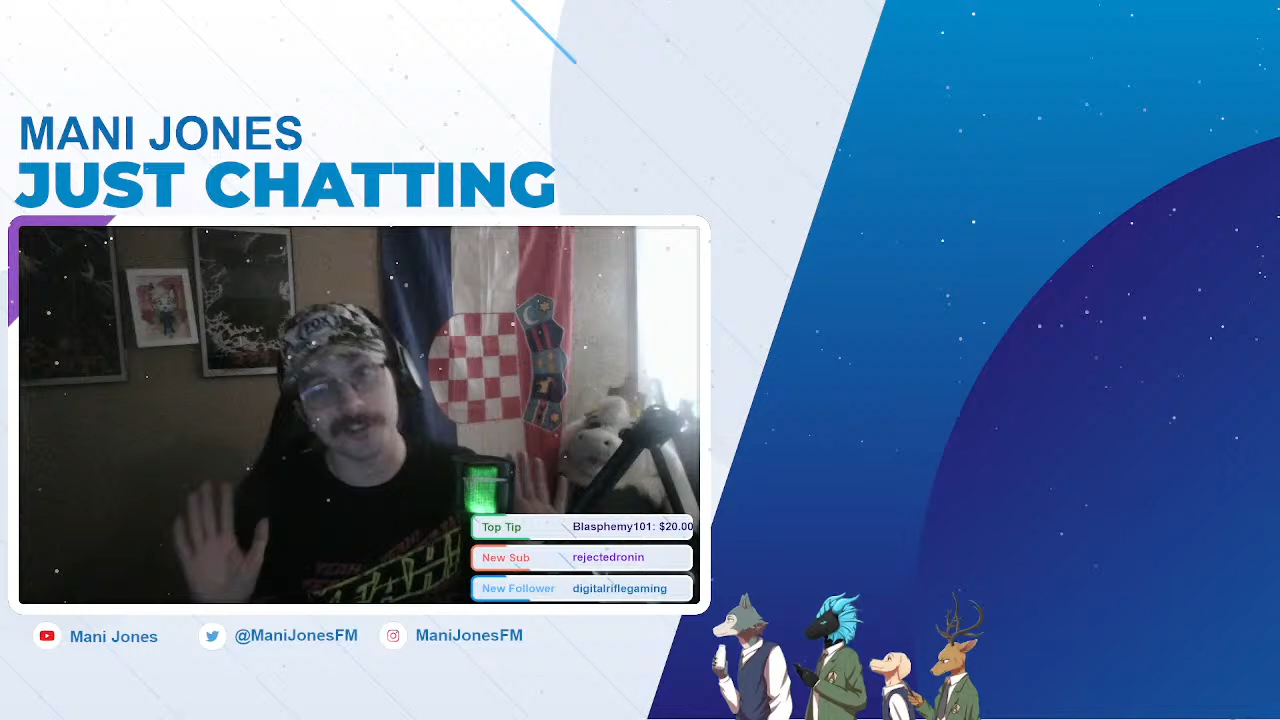 MANI JONES
JUST CHATTING
FOX
Top Tip Blasphemy101: $20.00
New Sub rejectedronin
New Follower digitalriflegaming
Mani Jones @ManiJonesFM ManiJonesFM